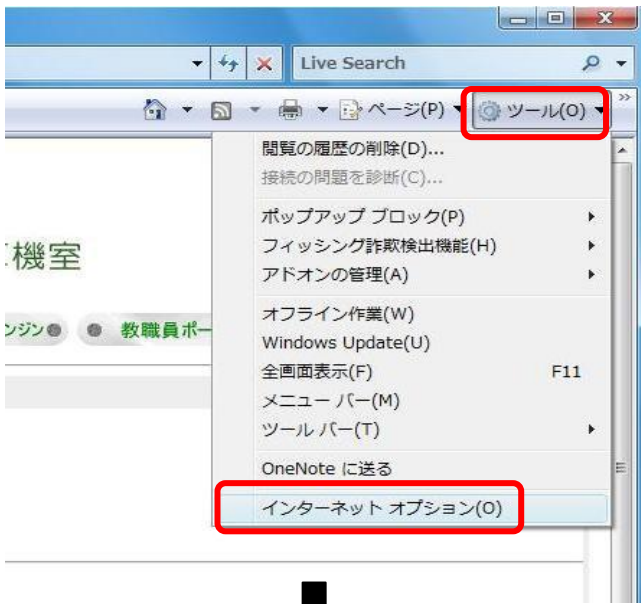 Live Search
ページ(P)
ツール(O)
閲覧の履歴の削除(D)...
接続の問題を診断(C)...
ポップアップ ブロック(P)
フィッシング詐欺検出機能(H)
アドオンの管理(A)
機室
オフライン作業(W)
ンジン
教職員ポー
Windows Update(U)
全画面表示(F) F11
メニュー バー(M)
ツール バー(T)
OneNote に送る
インターネット オプション(O)